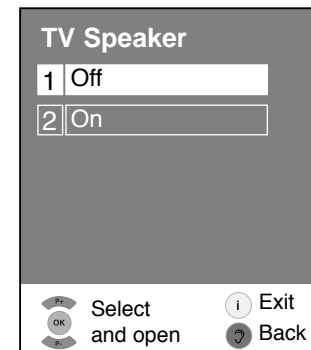 TV Speaker
1 Off
2 On
P+
OK
P-
Select
and open
i Exit
Back